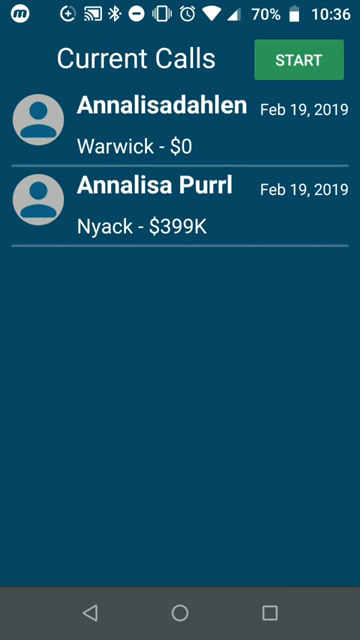 70% 10:36
Current Calls
START
Annalisadahlen
Feb 19, 2019
Warwick - $0
Annalisa Purrl
Feb 19, 2019
Nyack - $399K